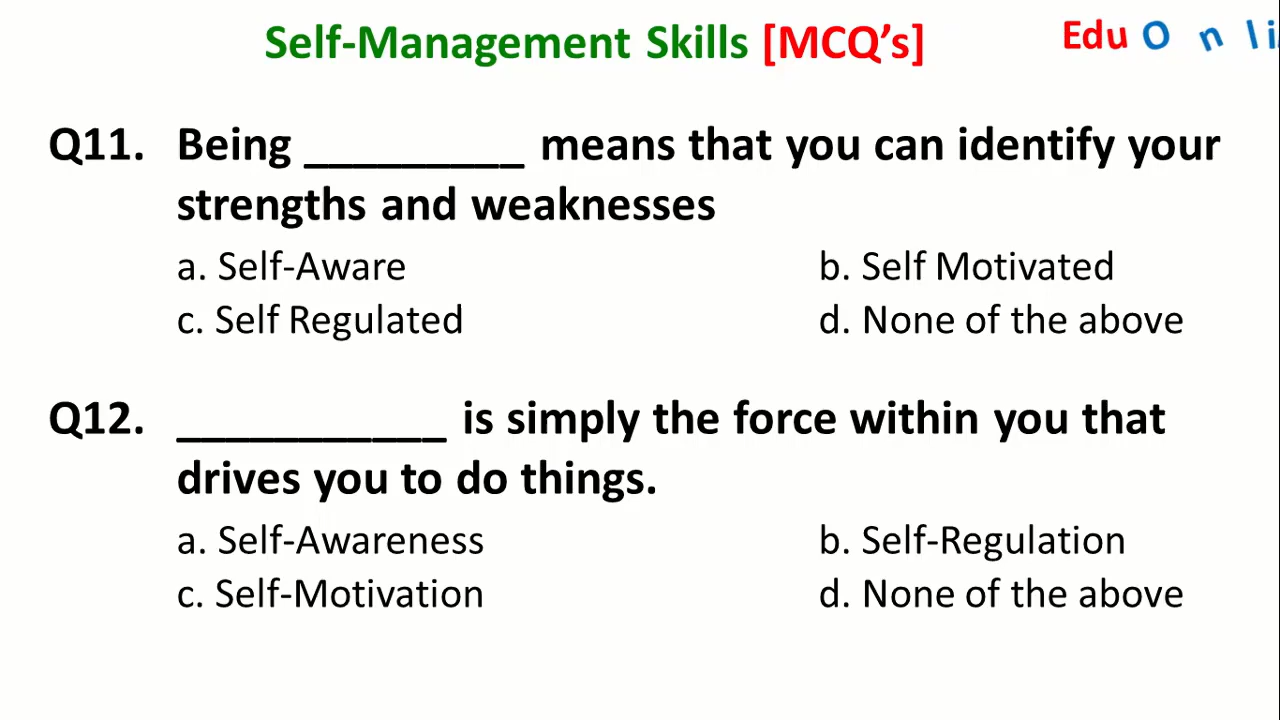 Self-Management Skills [MCQ’s]
Edu O n li
Q11. Being _________ means that you can identify your
strengths and weaknesses
a. Self-Aware b. Self Motivated
c. Self Regulated d. None of the above
Q12. ___________ is simply the force within you that
drives you to do things.
a. Self-Awareness b. Self-Regulation
c. Self-Motivation d. None of the above